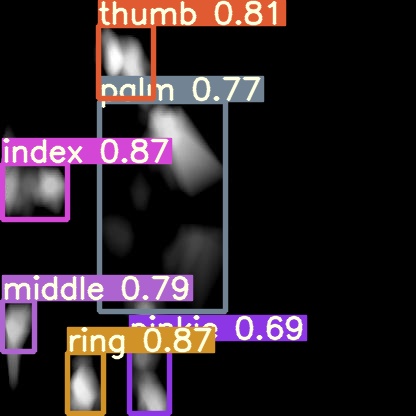 thumb 0.81
palm 0.77
index 0.87
middle 0.79
pinkie 0.69
ring 0.87